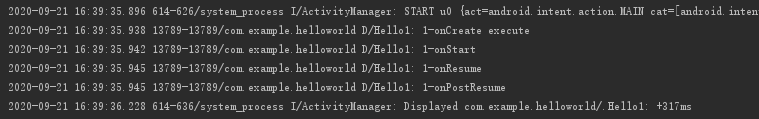 2020-09-21 16:39:35.896 614-626/system_process I/ActivityManager: START u0 {act=android.intent.action.MAIN cat=[android.inten
2020-09-21 16:39:35.938 13789-13789/com.example.helloworld D/Hello1: 1-onCreate execute
2020-09-21 16:39:35.942 13789-13789/com.example.helloworld D/Hello1: 1-onStart
2020-09-21 16:39:35.945 13789-13789/com.example.helloworld D/Hello1: 1-onResume
2020-09-21 16:39:35.945 13789-13789/com.example.helloworld D/Hello1: 1-onPostResume
2020-09-21 16:39:36.228 614-636/system_process I/ActivityManager: Displayed com.example.helloworld/.Hello1: +317ms